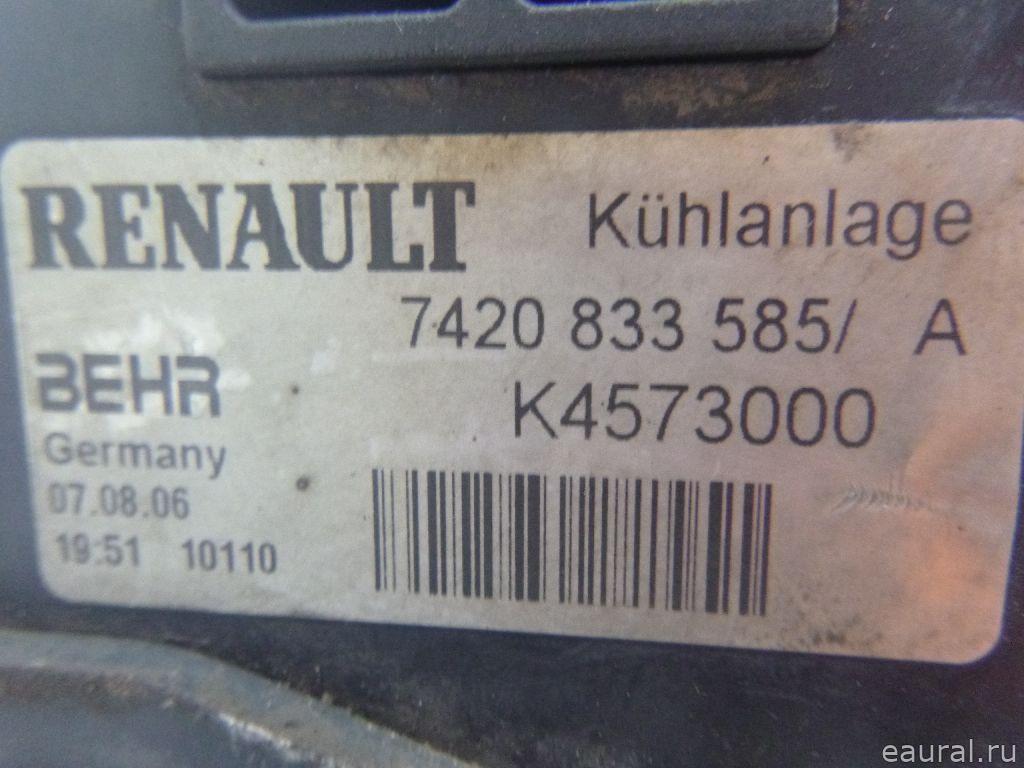 RENAULT Kühlanlage
7420 833 585/ A
BEHR K4573000
Germany
07.08.06
19:51 10110
eaural.ru